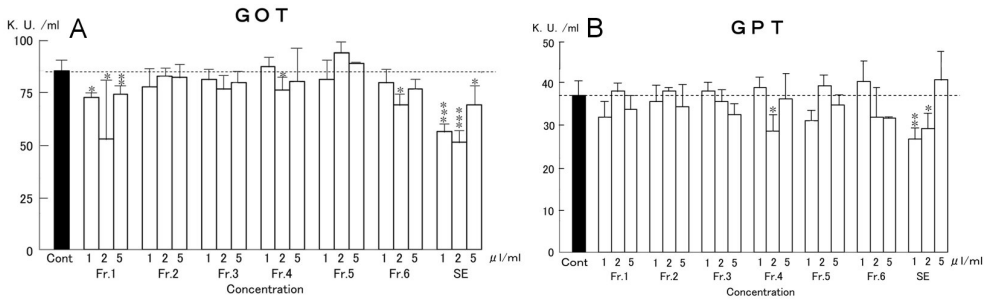 A
GOT
K. U. /ml
100
75
50
25
0
* * ** * * *** *** *
Cont 1 2 5 1 2 5 1 2 5 1 2 5 1 2 5 1 2 5 1 2 5 μl/ml
Fr.1 Fr.2 Fr.3 Fr.4 Fr.5 Fr.6 SE
Concentration
B
GPT
K. U. /ml
50
40
30
20
10
0
* ** *
Cont 1 2 5 1 2 5 1 2 5 1 2 5 1 2 5 1 2 5 1 2 5 μl/ml
Fr.1 Fr.2 Fr.3 Fr.4 Fr.5 Fr.6 SE
Concentration